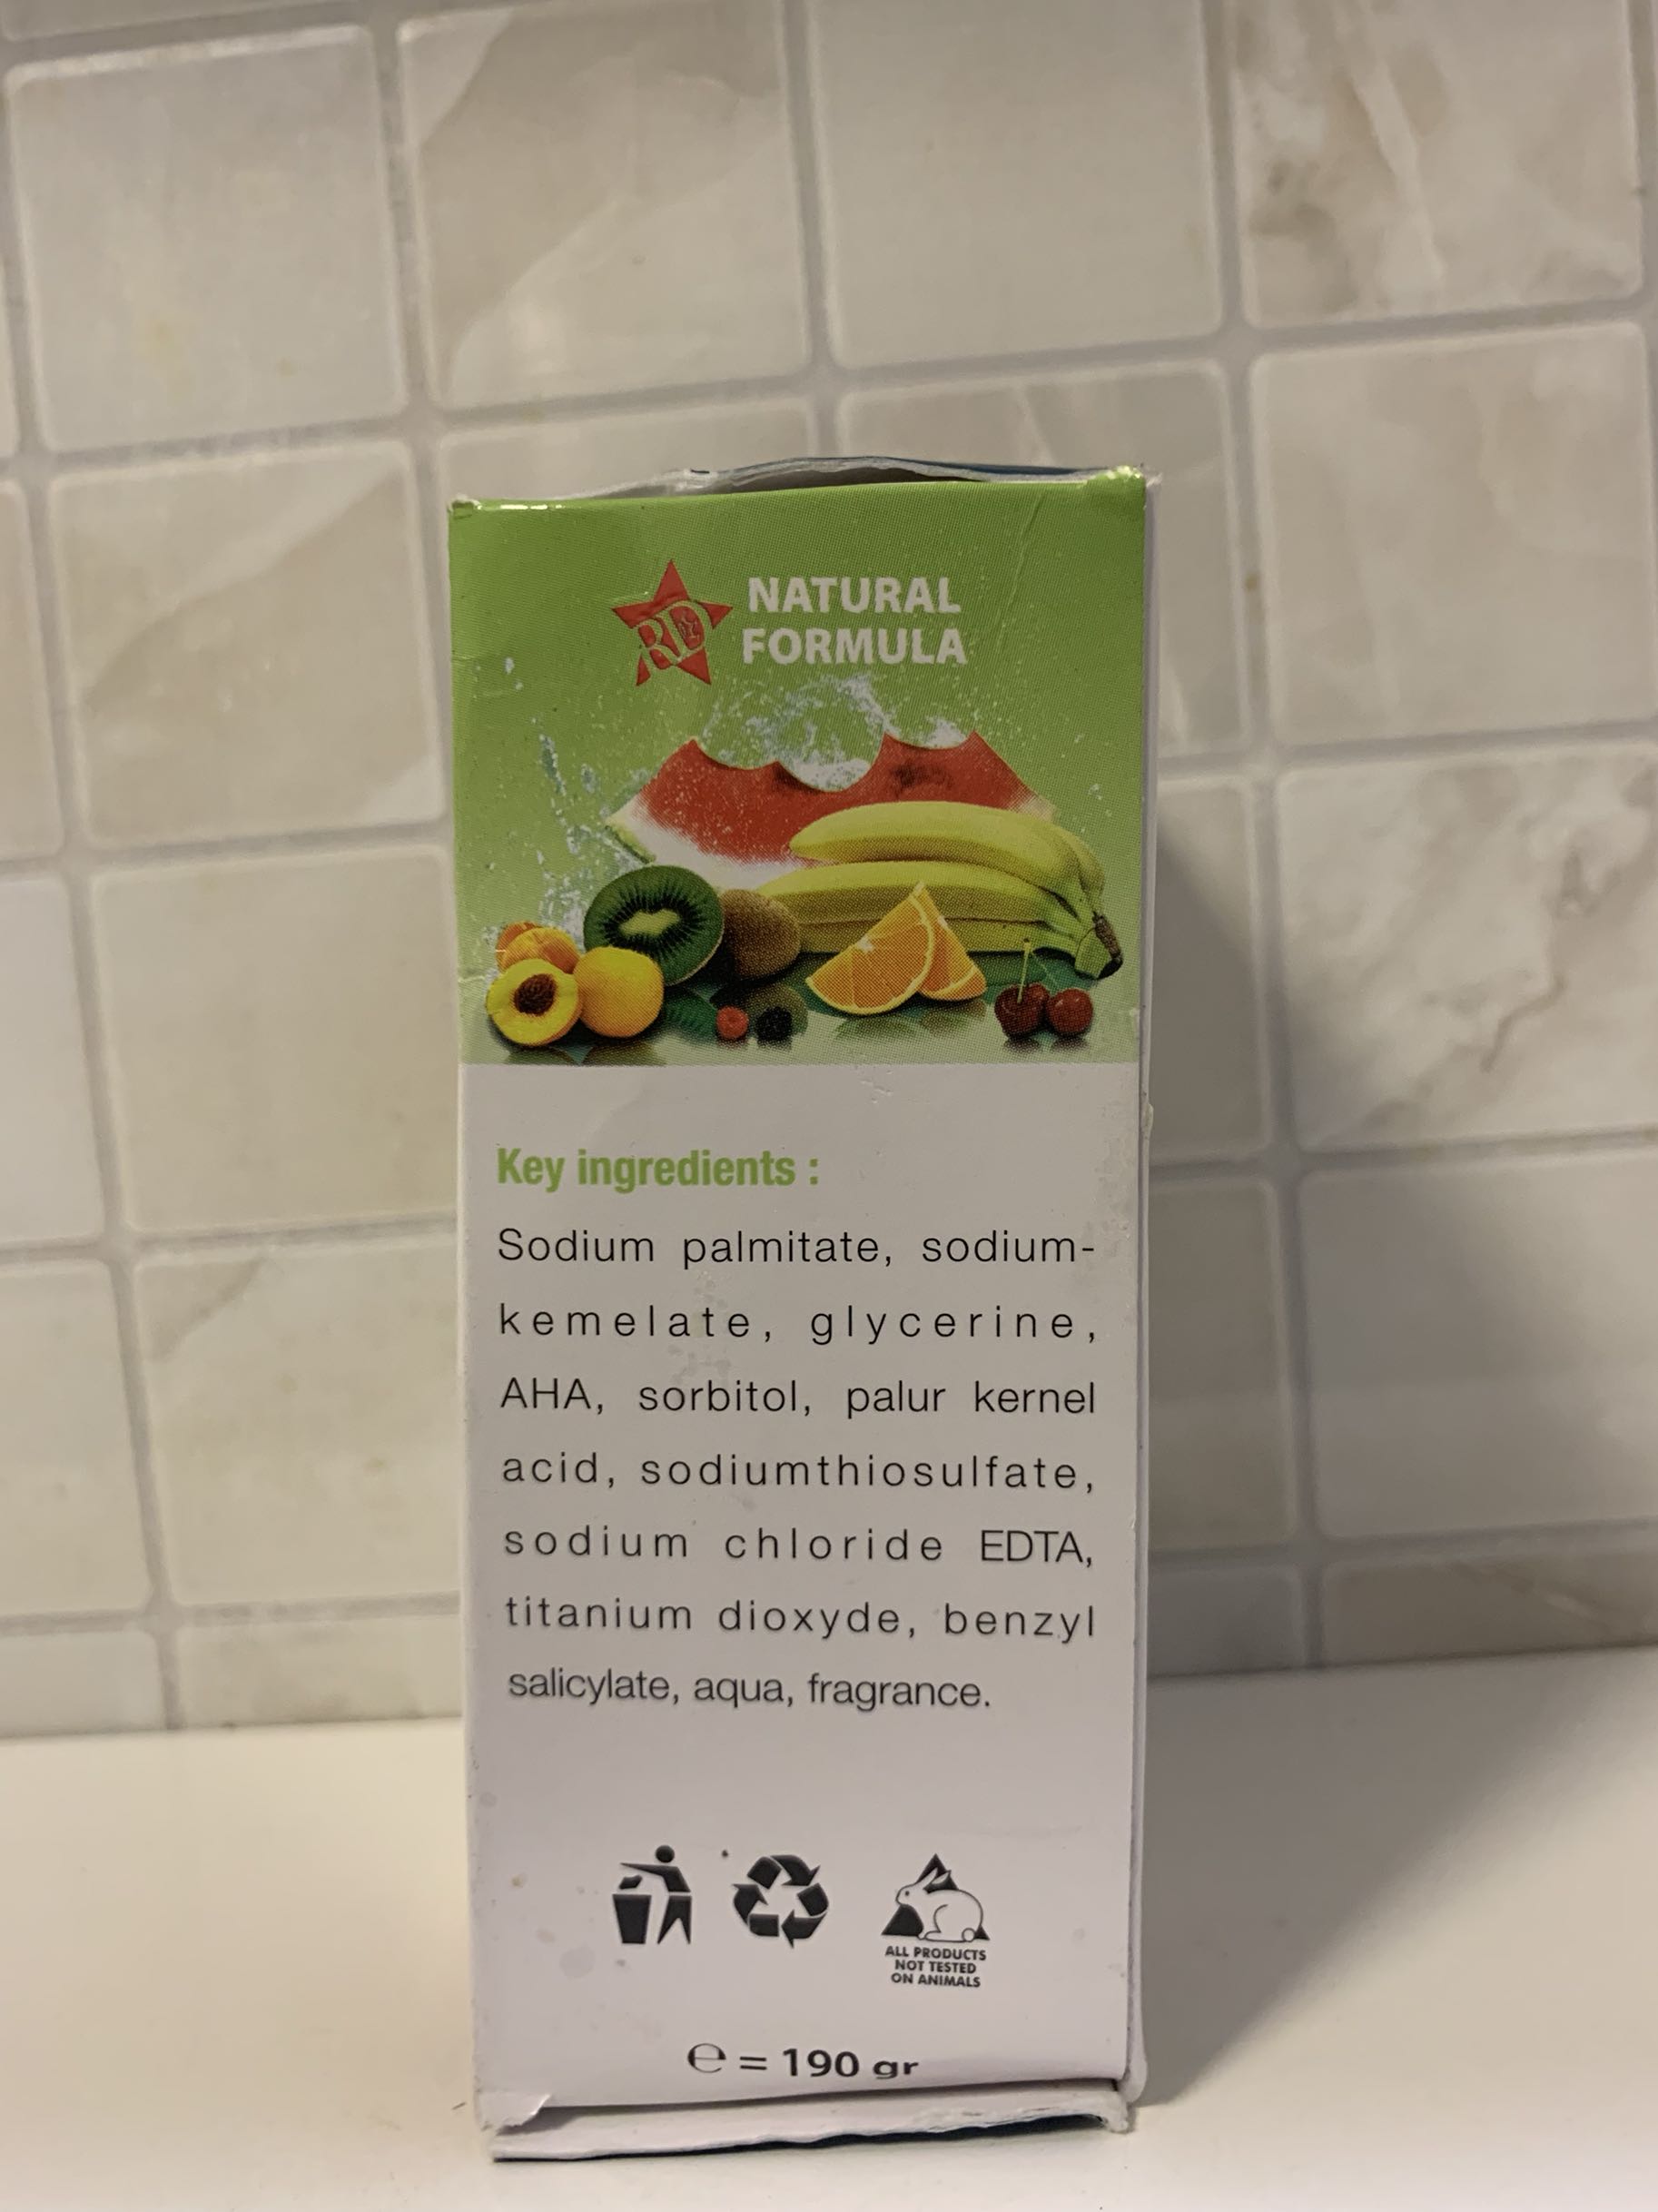 RD
NATURAL
FORMULA
Key ingredients :
Sodium palmitate, sodium-
kemelate, glycerine,
AHA, sorbitol, palur kernel
acid, sodiumthiosulfate,
sodium chloride EDTA,
titanium dioxyde, benzyl
salicylate, aqua, fragrance.
ALL PRODUCTS
NOT TESTED
ON ANIMALS
℮ = 190 gr